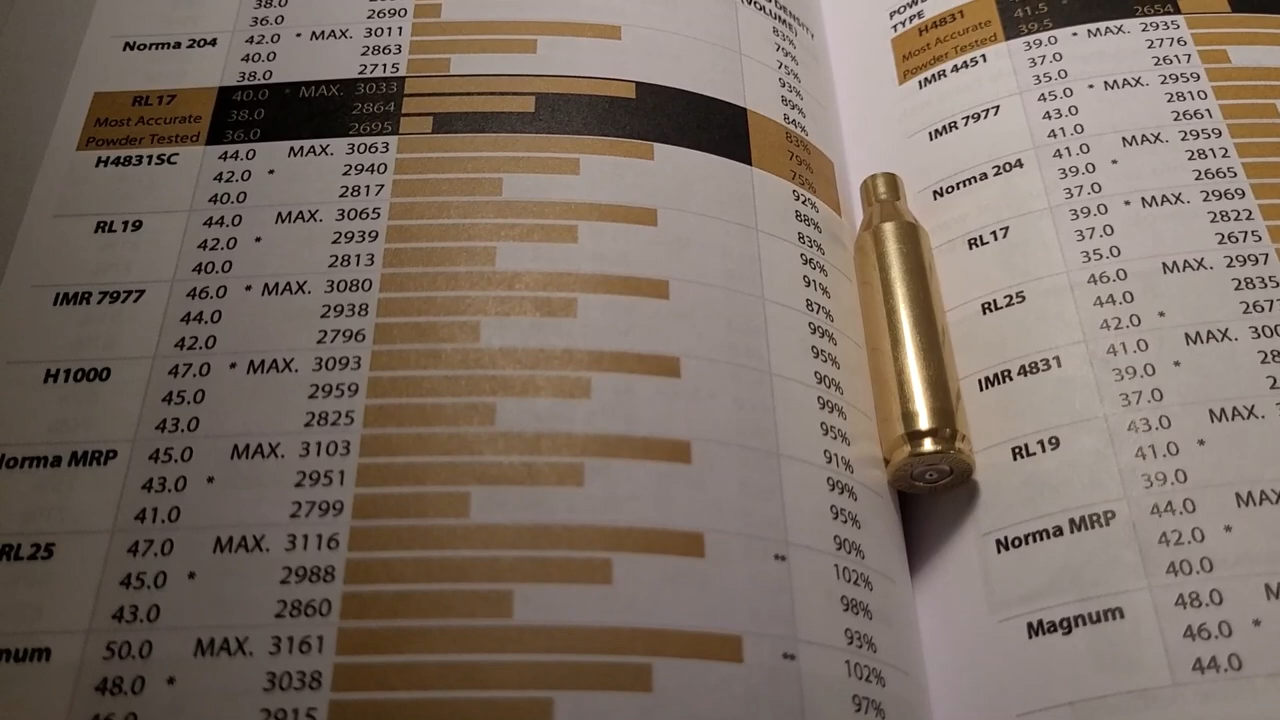 DENSITY
(VOLUME)
83%
38.0 79%
36.0 2690 75%
Norma 204 42.0 * MAX. 3011 93%
40.0 2863 89%
38.0 2715 84%
RL17 40.0 * MAX. 3033 83%
Most Accurate 38.0 2864 79%
Powder Tested 36.0 2695 75%
H4831SC 44.0 MAX. 3063 92%
42.0 * 2940 88%
40.0 2817 83%
RL19 44.0 MAX. 3065 96%
42.0 * 2939 91%
40.0 2813 87%
IMR 7977 46.0 * MAX. 3080 99%
44.0 2938 95%
42.0 2796 90%
H1000 47.0 * MAX. 3093 99%
45.0 2959 95%
43.0 2825 91%
Norma MRP 45.0 MAX. 3103 99%
43.0 * 2951 95%
41.0 2799 90%
RL25 47.0 MAX. 3116 ** 102%
45.0 * 2988 98%
43.0 2860 93%
num 50.0 MAX. 3161 ** 102%
48.0 * 3038 97%
46.0 2915
TYPE
H4831 41.5 2654
Most Accurate 39.5
Powder Tested
IMR 4451 39.0 * MAX. 2935
37.0 2776
35.0 2617
IMR 7977 45.0 * MAX. 2959
43.0 2810
41.0 2661
Norma 204 41.0 MAX. 2959
39.0 * 2812
37.0 2665
RL17 39.0 * MAX. 2969
37.0 2822
35.0 2675
RL25 46.0 MAX. 2997
44.0 2835
42.0 * 267
IMR 4831 41.0 MAX. 300
39.0 * 28
37.0 2
RL19 43.0 MAX.
41.0 *
39.0
Norma MRP 44.0 MAX
42.0 *
40.0
Magnum 48.0 M
46.0 *
44.0